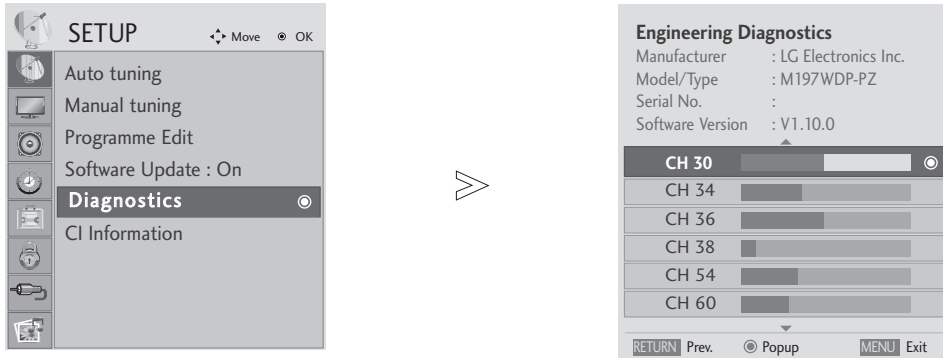 SETUP
Move OK
Auto tuning
Manual tuning
Programme Edit
Software Update : On
Diagnostics
CI Information
Engineering Diagnostics
Manufacturer : LG Electronics Inc.
Model/Type : M197WDP-PZ
Serial No. :
Software Version : V1.10.0
CH 30
CH 34
CH 36
CH 38
CH 54
CH 60
RETURN Prev. Popup MENU Exit